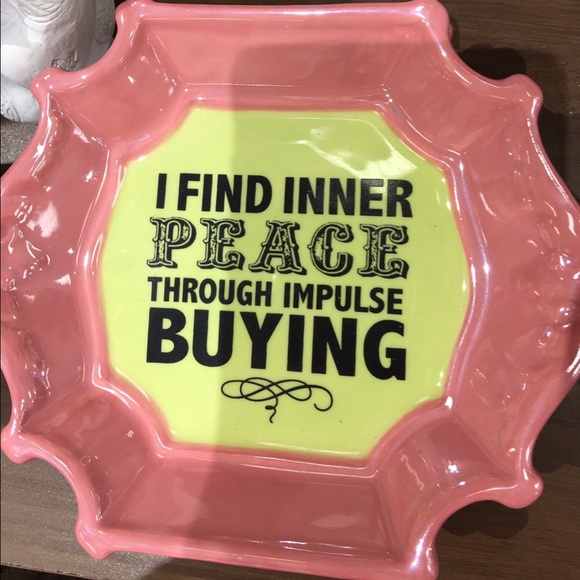 I FIND INNER
PEACE
THROUGH IMPULSE
BUYING